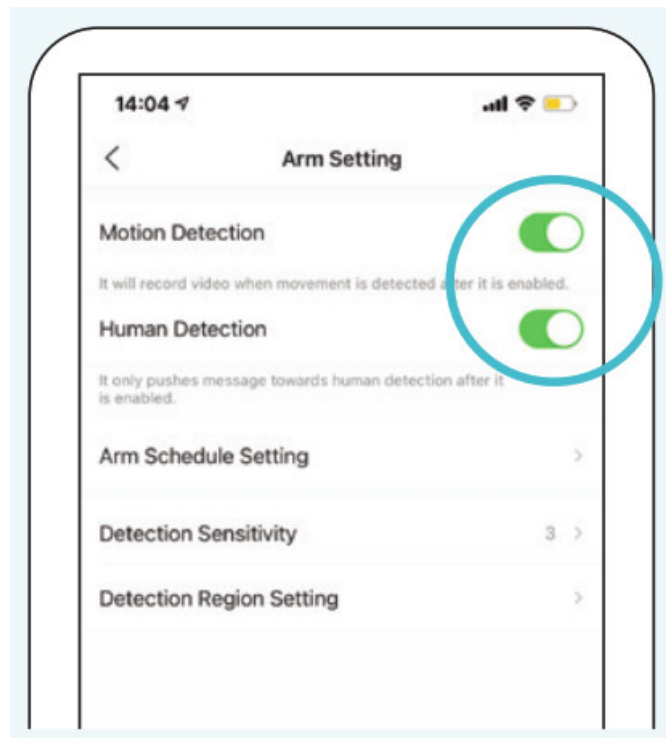 14:04
Arm Setting
Motion Detection
It will record video when movement is detected after it is enabled.
Human Detection
It only pushes message towards human detection after it
is enabled.
Arm Schedule Setting
Detection Sensitivity 3
Detection Region Setting